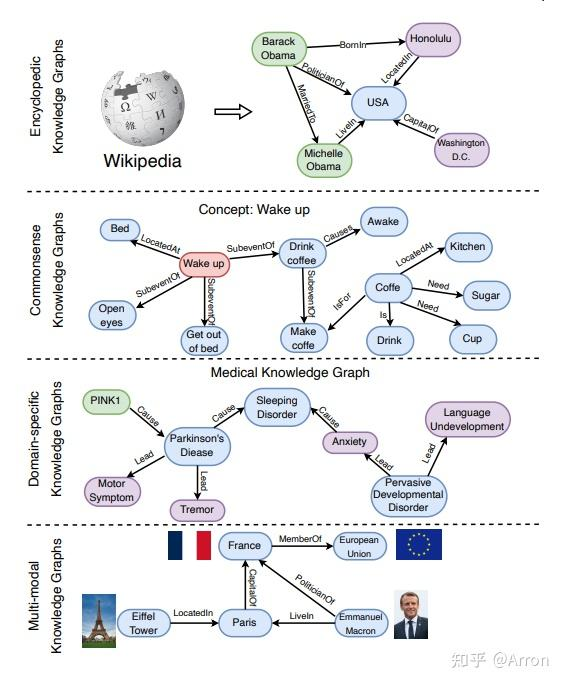 Encyclopedic
Knowledge Graphs
Wikipedia
Barack
Obama
BornIn
Honolulu
PoliticianOf
LocatedIn
MarriedTo
USA
LiveIn
CapitalOf
Michelle
Obama
Washington
D.C.
Commonsense
Knowledge Graphs
Concept: Wake up
Bed
LocatedAt
Wake up
SubeventOf
Drink
coffee
Causes
Awake
LocatedAt
Kitchen
SubeventOf
SubeventOf
SubeventOf
Coffe
Need
Sugar
IsFor
Need
Is
Open
eyes
Get out
of bed
Make
coffe
Drink
Cup
Domain-specific
Knowledge Graphs
Medical Knowledge Graph
PINK1
Cause
Sleeping
Disorder
Cause
Cause
Language
Undevelopment
Parkinson's
Diease
Anxiety
Lead
Lead
Lead
Lead
Motor
Symptom
Tremor
Pervasive
Developmental
Disorder
Multi-modal
Knowledge Graphs
France
MemberOf
European
Union
CapitalOf
PoliticianOf
Eiffel
Tower
LocatedIn
Paris
LiveIn
Emmanuel
Macron
知乎 @Arron